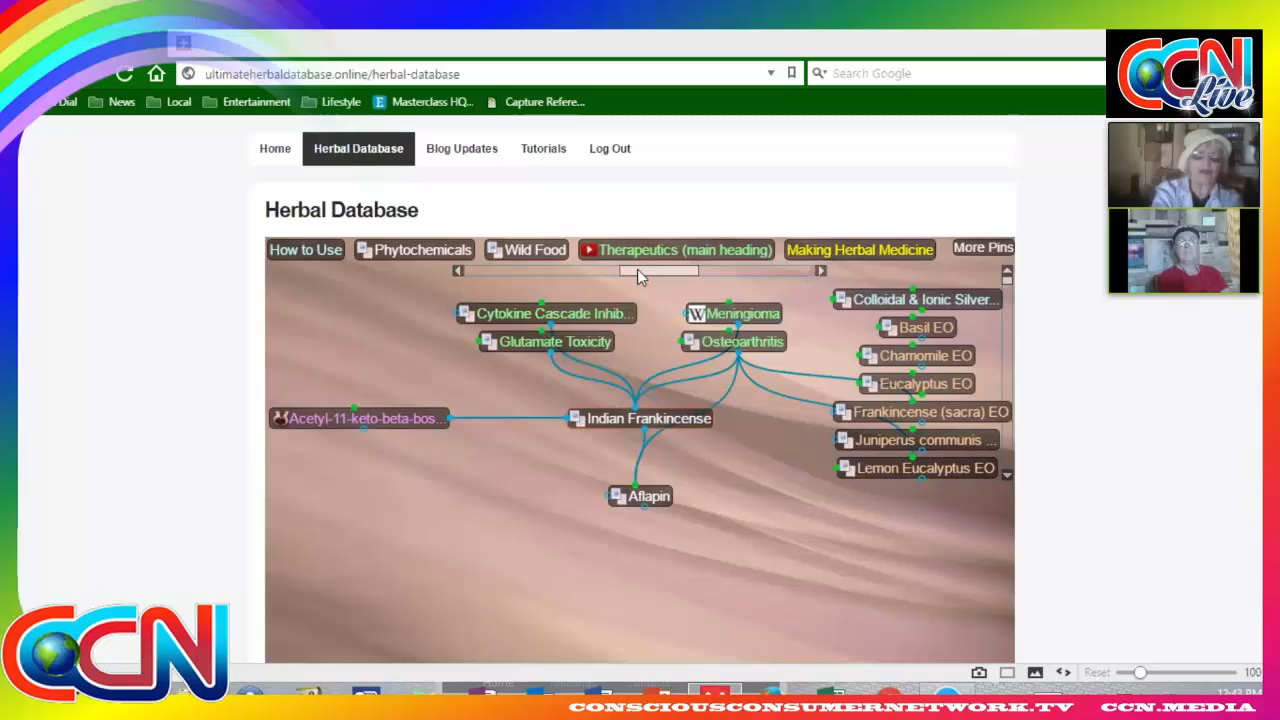 ultimateherbaldatabase.online/herbal-database
Search Google
Dial News Local Entertainment Lifestyle Masterclass HQ... Capture Refere...
CCN
Live
Home Herbal Database Blog Updates Tutorials Log Out
Herbal Database
How to Use Phytochemicals Wild Food Therapeutics (main heading) Making Herbal Medicine More Pins
Cytokine Cascade Inhib... Meningioma Colloidal & Ionic Silver...
Basil EO
Glutamate Toxicity Osteoarthritis
Chamomile EO
Eucalyptus EO
Frankincense (sacra) EO
Acetyl-11-keto-beta-bos... Indian Frankincense
Juniperus communis ...
Lemon Eucalyptus EO
Aflapin
CCN
Reset 100
12:43 PM
CONSCIOUSCONSUMERNETWORK.TV CCN.MEDIA